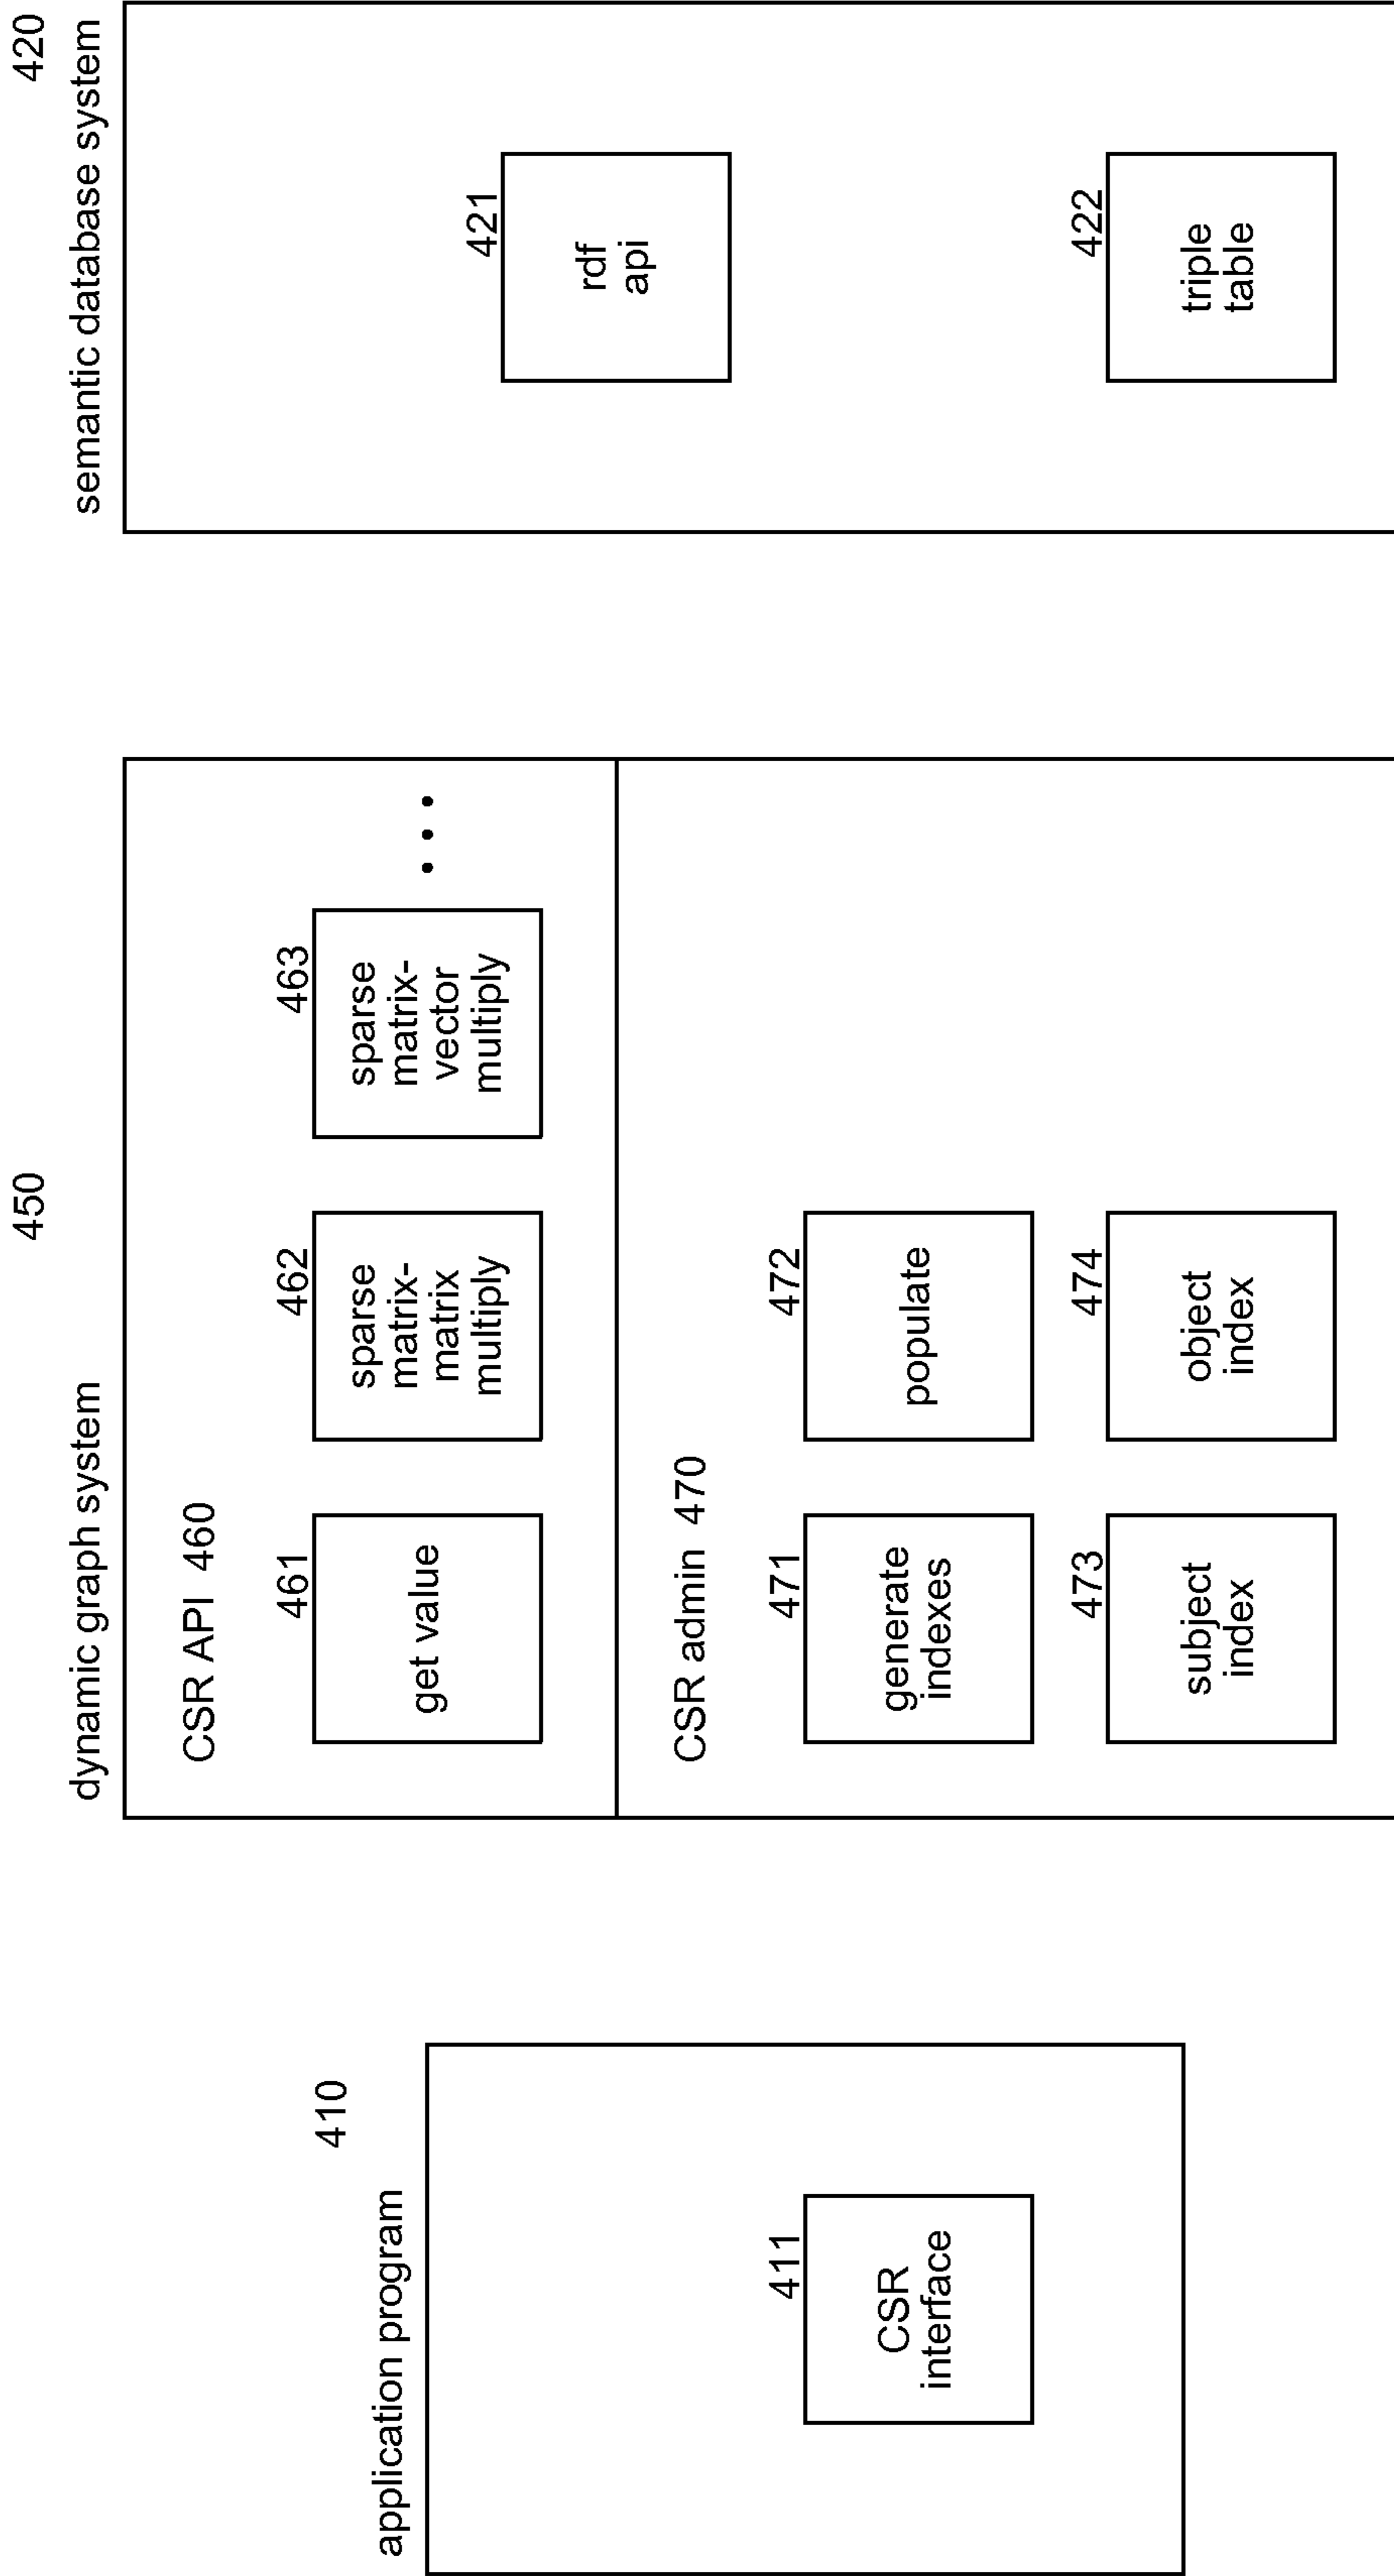 410
application program
411
CSR
interface
450
dynamic graph system
CSR API 460
461
get value
462
sparse
matrix-
matrix
multiply
463
sparse
matrix-
vector
multiply
...
CSR admin 470
471
generate
indexes
472
populate
473
subject
index
474
object
index
420
semantic database system
421
rdf
api
422
triple
table